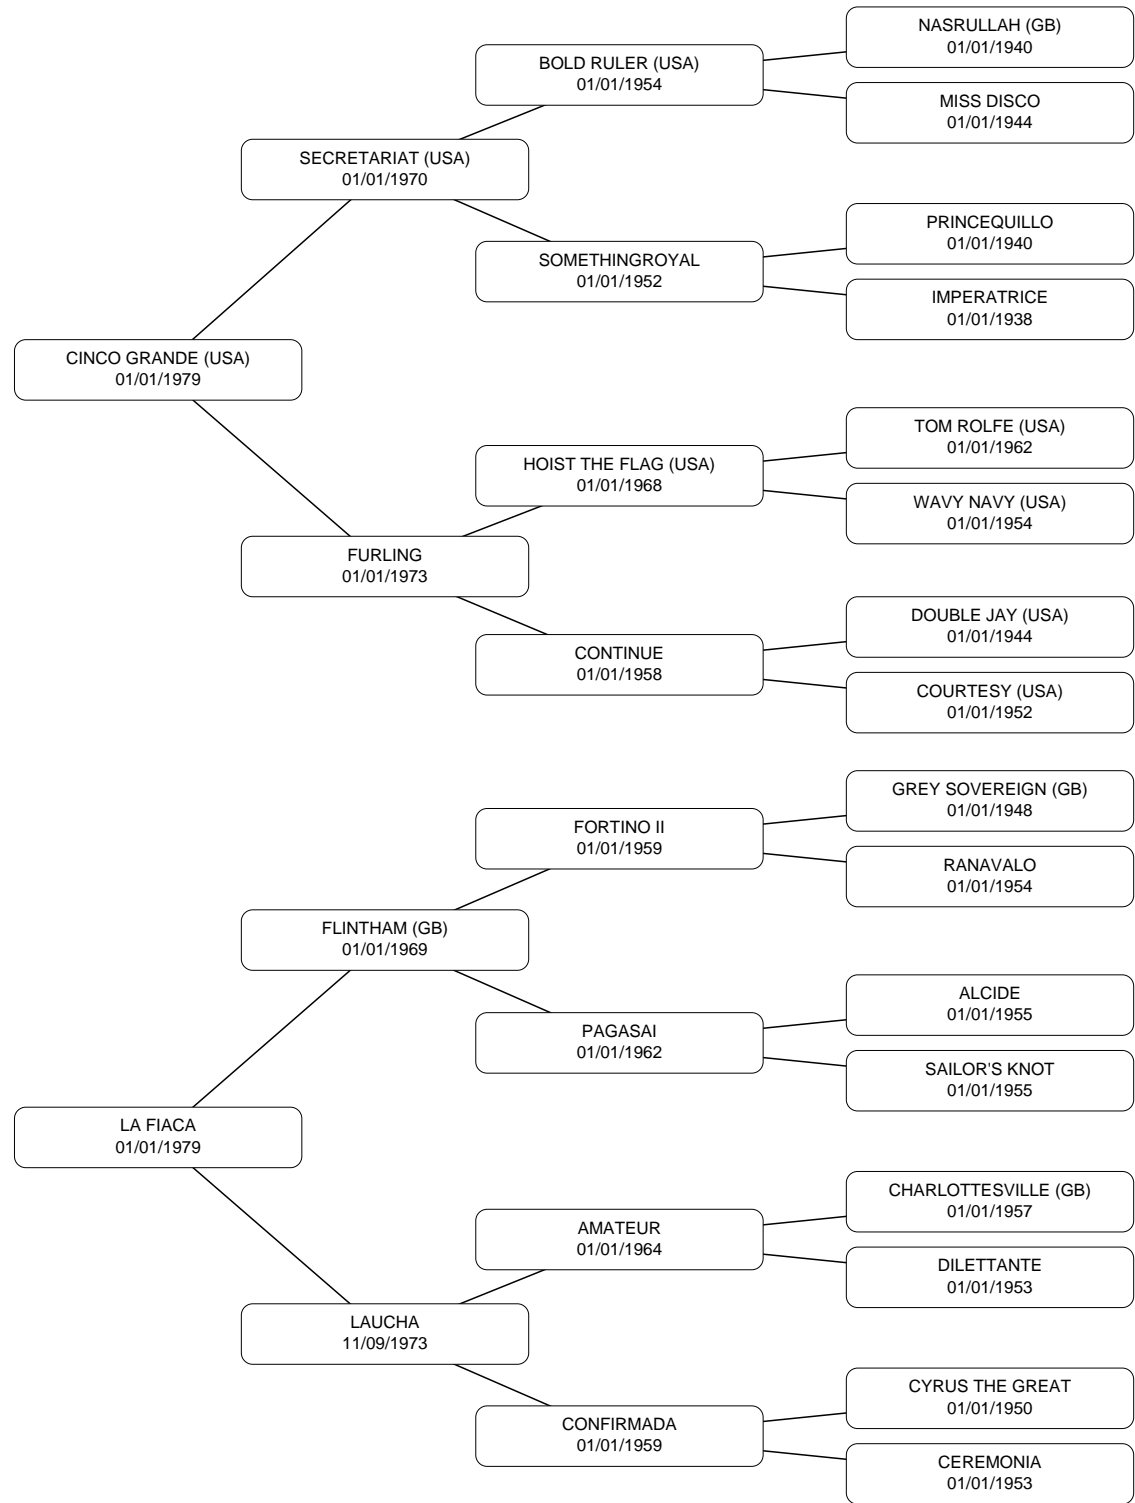 NASRULLAH (GB)
01/01/1940
BOLD RULER (USA)
01/01/1954
MISS DISCO
01/01/1944
SECRETARIAT (USA)
01/01/1970
PRINCEQUILLO
01/01/1940
SOMETHINGROYAL
01/01/1952
IMPERATRICE
01/01/1938
CINCO GRANDE (USA)
01/01/1979
TOM ROLFE (USA)
01/01/1962
HOIST THE FLAG (USA)
01/01/1968
WAVY NAVY (USA)
01/01/1954
FURLING
01/01/1973
DOUBLE JAY (USA)
01/01/1944
CONTINUE
01/01/1958
COURTESY (USA)
01/01/1952
GREY SOVEREIGN (GB)
01/01/1948
FORTINO II
01/01/1959
RANAVALO
01/01/1954
FLINTHAM (GB)
01/01/1969
ALCIDE
01/01/1955
PAGASAI
01/01/1962
SAILOR'S KNOT
01/01/1955
LA FIACA
01/01/1979
CHARLOTTESVILLE (GB)
01/01/1957
AMATEUR
01/01/1964
DILETTANTE
01/01/1953
LAUCHA
11/09/1973
CYRUS THE GREAT
01/01/1950
CONFIRMADA
01/01/1959
CEREMONIA
01/01/1953